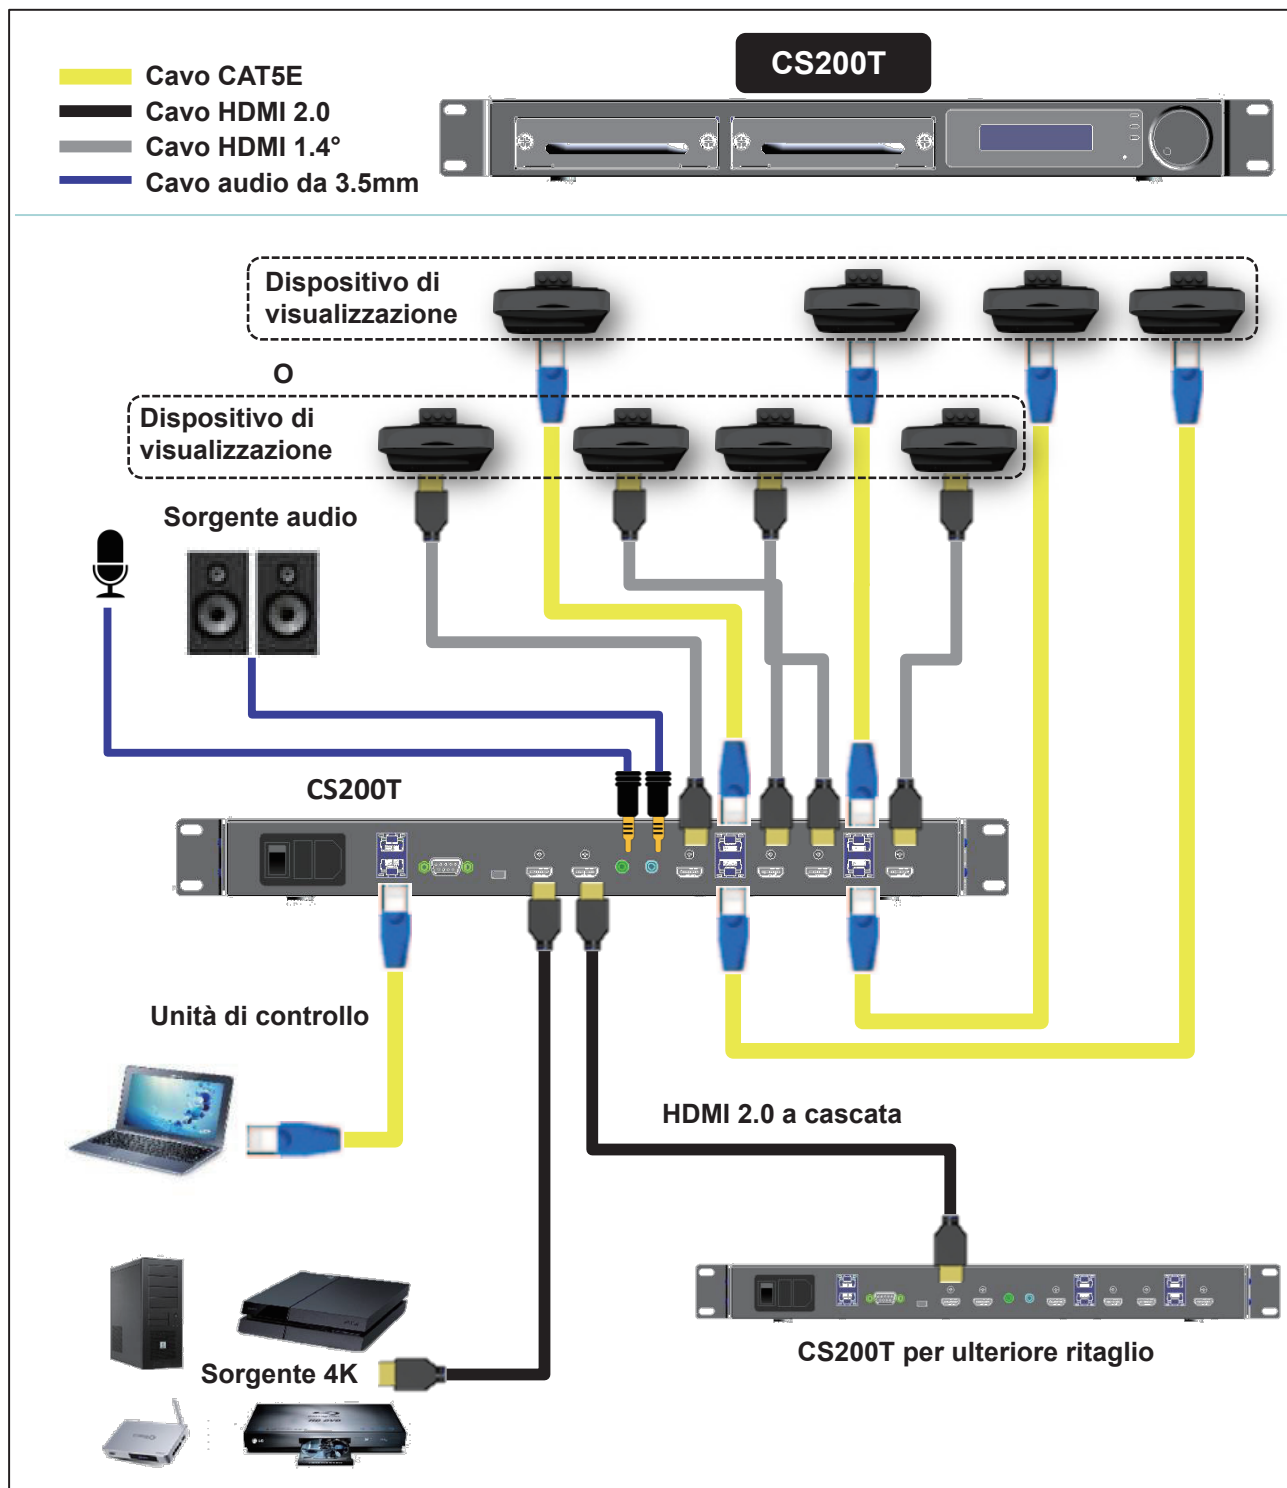 CS200T
Cavo CAT5E
Cavo HDMI 2.0
Cavo HDMI 1.4°
Cavo audio da 3.5mm
Dispositivo di
visualizzazione
O
Dispositivo di
visualizzazione
Sorgente audio
CS200T
Unità di controllo
HDMI 2.0 a cascata
CS200T per ulteriore ritaglio
Sorgente 4K